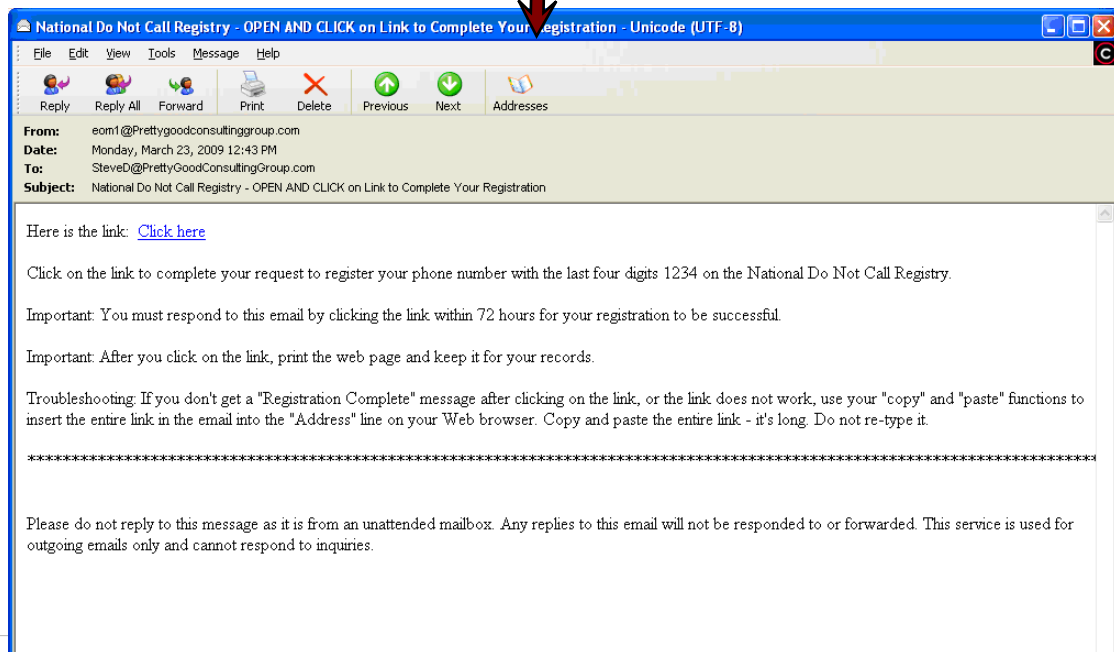 National Do Not Call Registry - OPEN AND CLICK on Link to Complete Your Registration - Unicode (UTF-8)
File Edit View Tools Message Help
Reply Reply All Forward Print Delete Previous Next Addresses
From: eom1@Prettygoodconsultinggroup.com
Date: Monday, March 23, 2009 12:43 PM
To: SteveD@PrettyGoodConsultingGroup.com
Subject: National Do Not Call Registry - OPEN AND CLICK on Link to Complete Your Registration
Here is the link: Click here
Click on the link to complete your request to register your phone number with the last four digits 1234 on the National Do Not Call Registry.
Important: You must respond to this email by clicking the link within 72 hours for your registration to be successful.
Important: After you click on the link, print the web page and keep it for your records.
Troubleshooting: If you don't get a "Registration Complete" message after clicking on the link, or the link does not work, use your "copy" and "paste" functions to
insert the entire link in the email into the "Address" line on your Web browser. Copy and paste the entire link - it's long. Do not re-type it.
******************************************************************************************************************************
Please do not reply to this message as it is from an unattended mailbox. Any replies to this email will not be responded to or forwarded. This service is used for
outgoing emails only and cannot respond to inquiries.